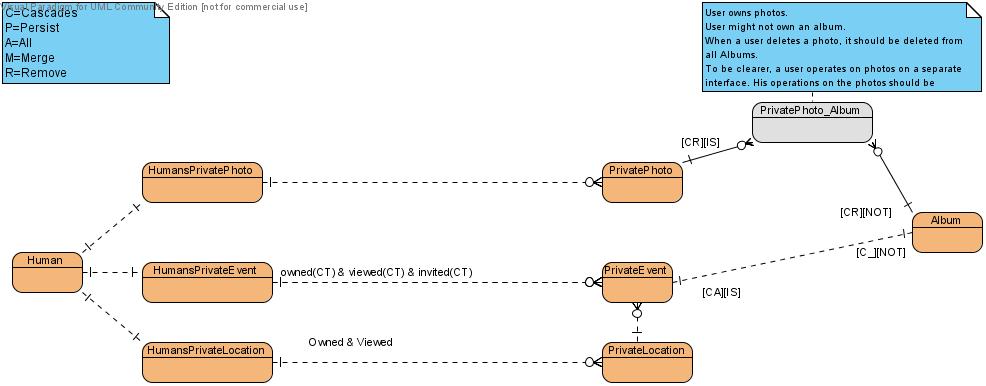 Visual Paradigm for UML Community Edition [not for commercial use]
C=Cascades
P=Persist
A=All
M=Merge
R=Remove
User owns photos.
User might not own an album.
When a user deletes a photo, it should be deleted from
all Albums.
To be clearer, a user operates on photos on a separate
interface. His operations on the photos should be
PrivatePhoto_Album
[CR][IS]
HumansPrivatePhoto
PrivatePhoto
[CR][NOT]
Album
[C_][NOT]
Human
HumansPrivateEvent
owned(CT) & viewed(CT) & invited(CT)
PrivateEvent
[CA][IS]
Owned & Viewed
HumansPrivateLocation
PrivateLocation